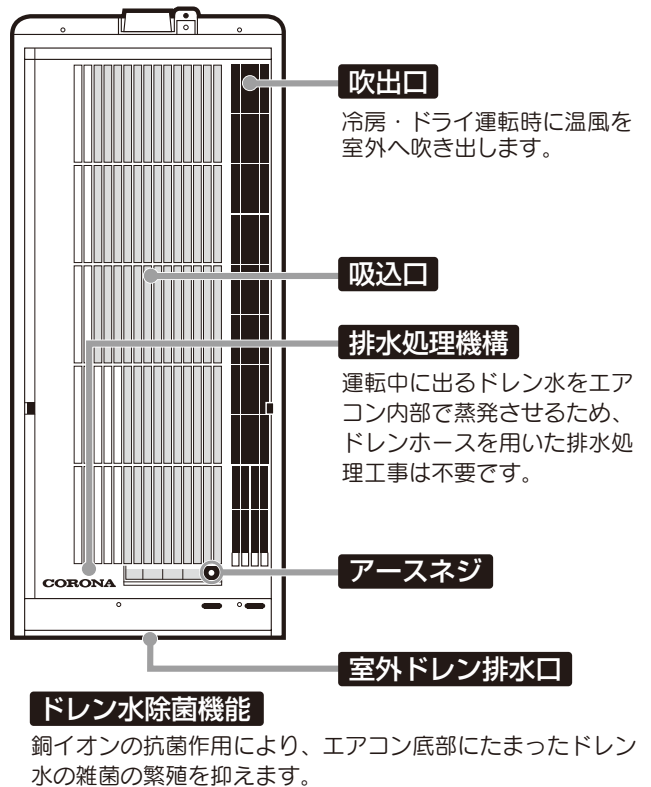 吹出口
冷房・ドライ運転時に温風を
室外へ吹き出します。
吸込口
排水処理機構
運転中に出るドレン水をエア
コン内部で蒸発させるため、
ドレンホースを用いた排水処
理工事は不要です。
アースネジ
CORONA
室外ドレン排水口
ドレン水除菌機能
銅イオンの抗菌作用により、エアコン底部にたまったドレン
水の雑菌の繁殖を抑えます。